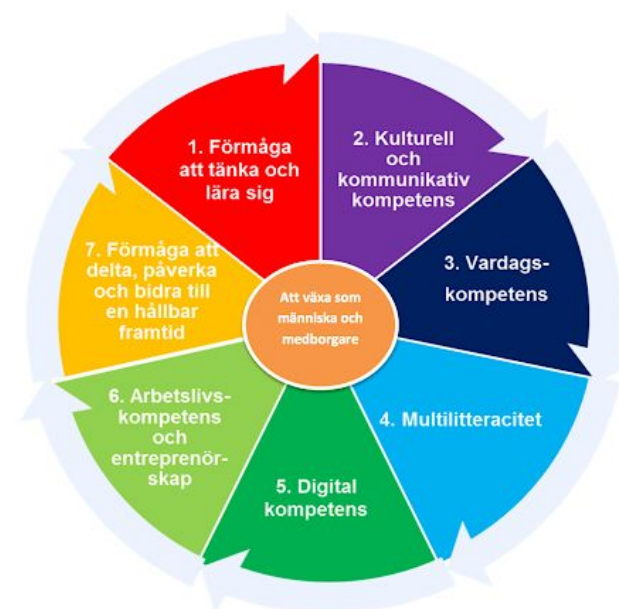 1. Förmåga
att tänka och
lära sig
2. Kulturell
och
kommunikativ
kompetens
3. Vardags-
kompetens
4. Multilitteracitet
5. Digital
kompetens
6. Arbetslivs-
kompetens
och
entreprenör-
skap
7. Förmåga att
delta, påverka
och bidra till
en hållbar
framtid
Att växa som
människa och
medborgare